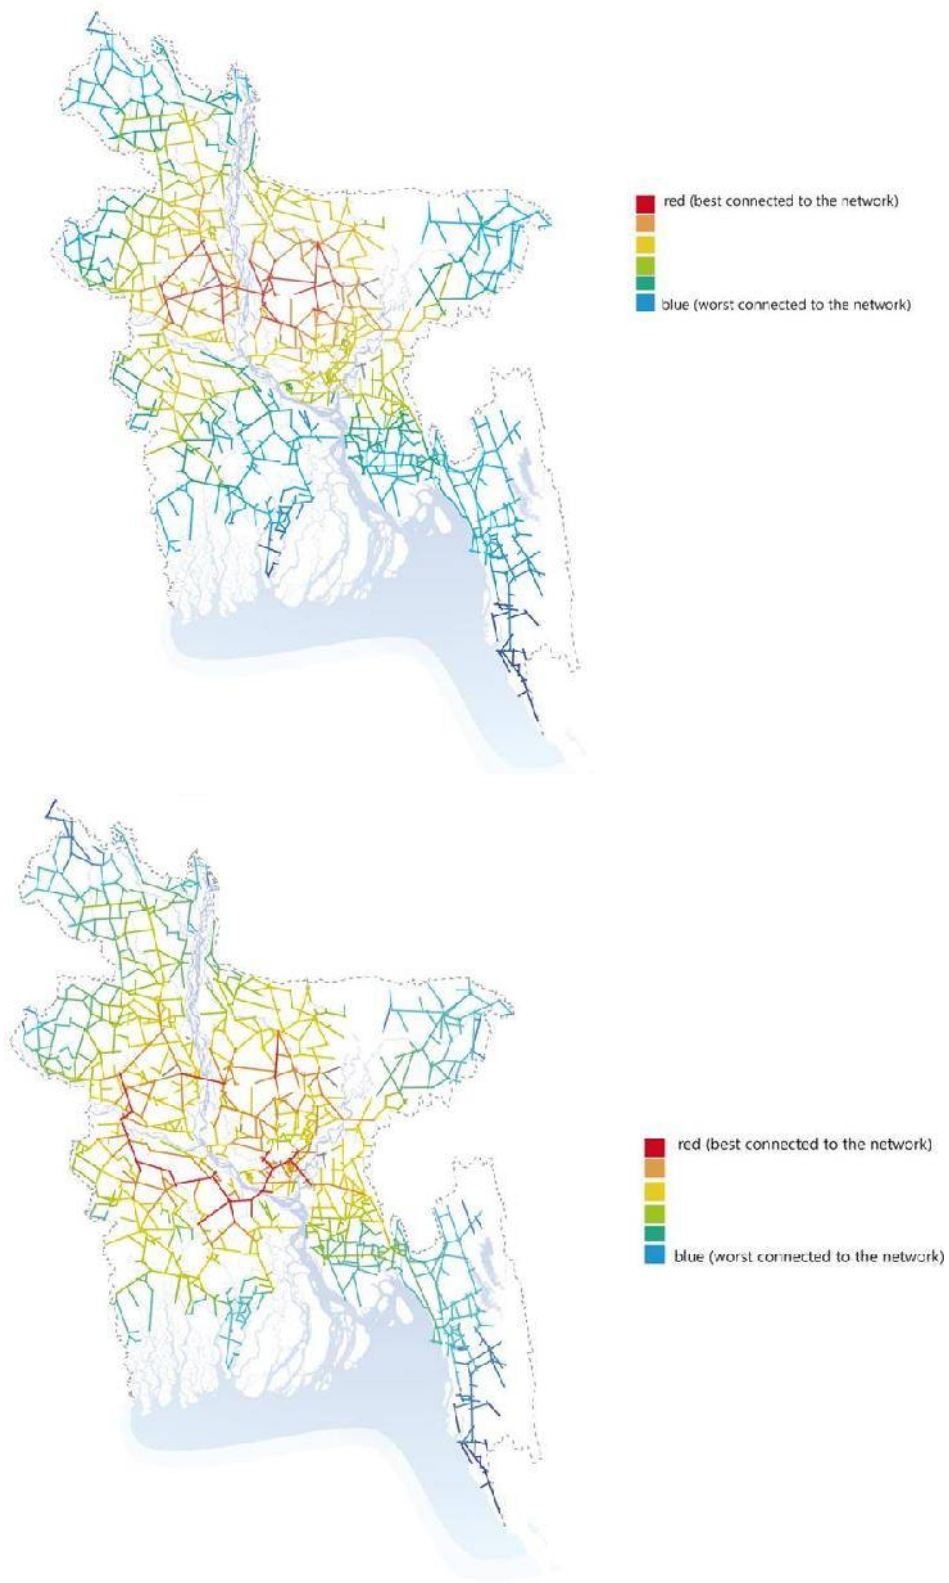 red (best connected to the network)
blue (worst connected to the network)
red (best connected to the network)
blue (worst connected to the network)